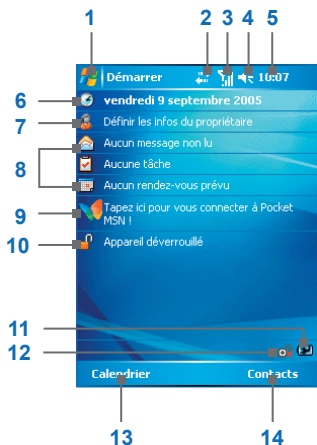 1 2 3 4 5
Démarrer 10:07
6 vendredi 9 septembre 2005
7 Définir les infos du propriétaire
Aucun message non lu
8 Aucune tâche
Aucun rendez-vous prévu
9 Tapez ici pour vous connecter à Pocket
MSN !
10 Appareil déverrouillé
11
12
Calendrier Contacts
13 14